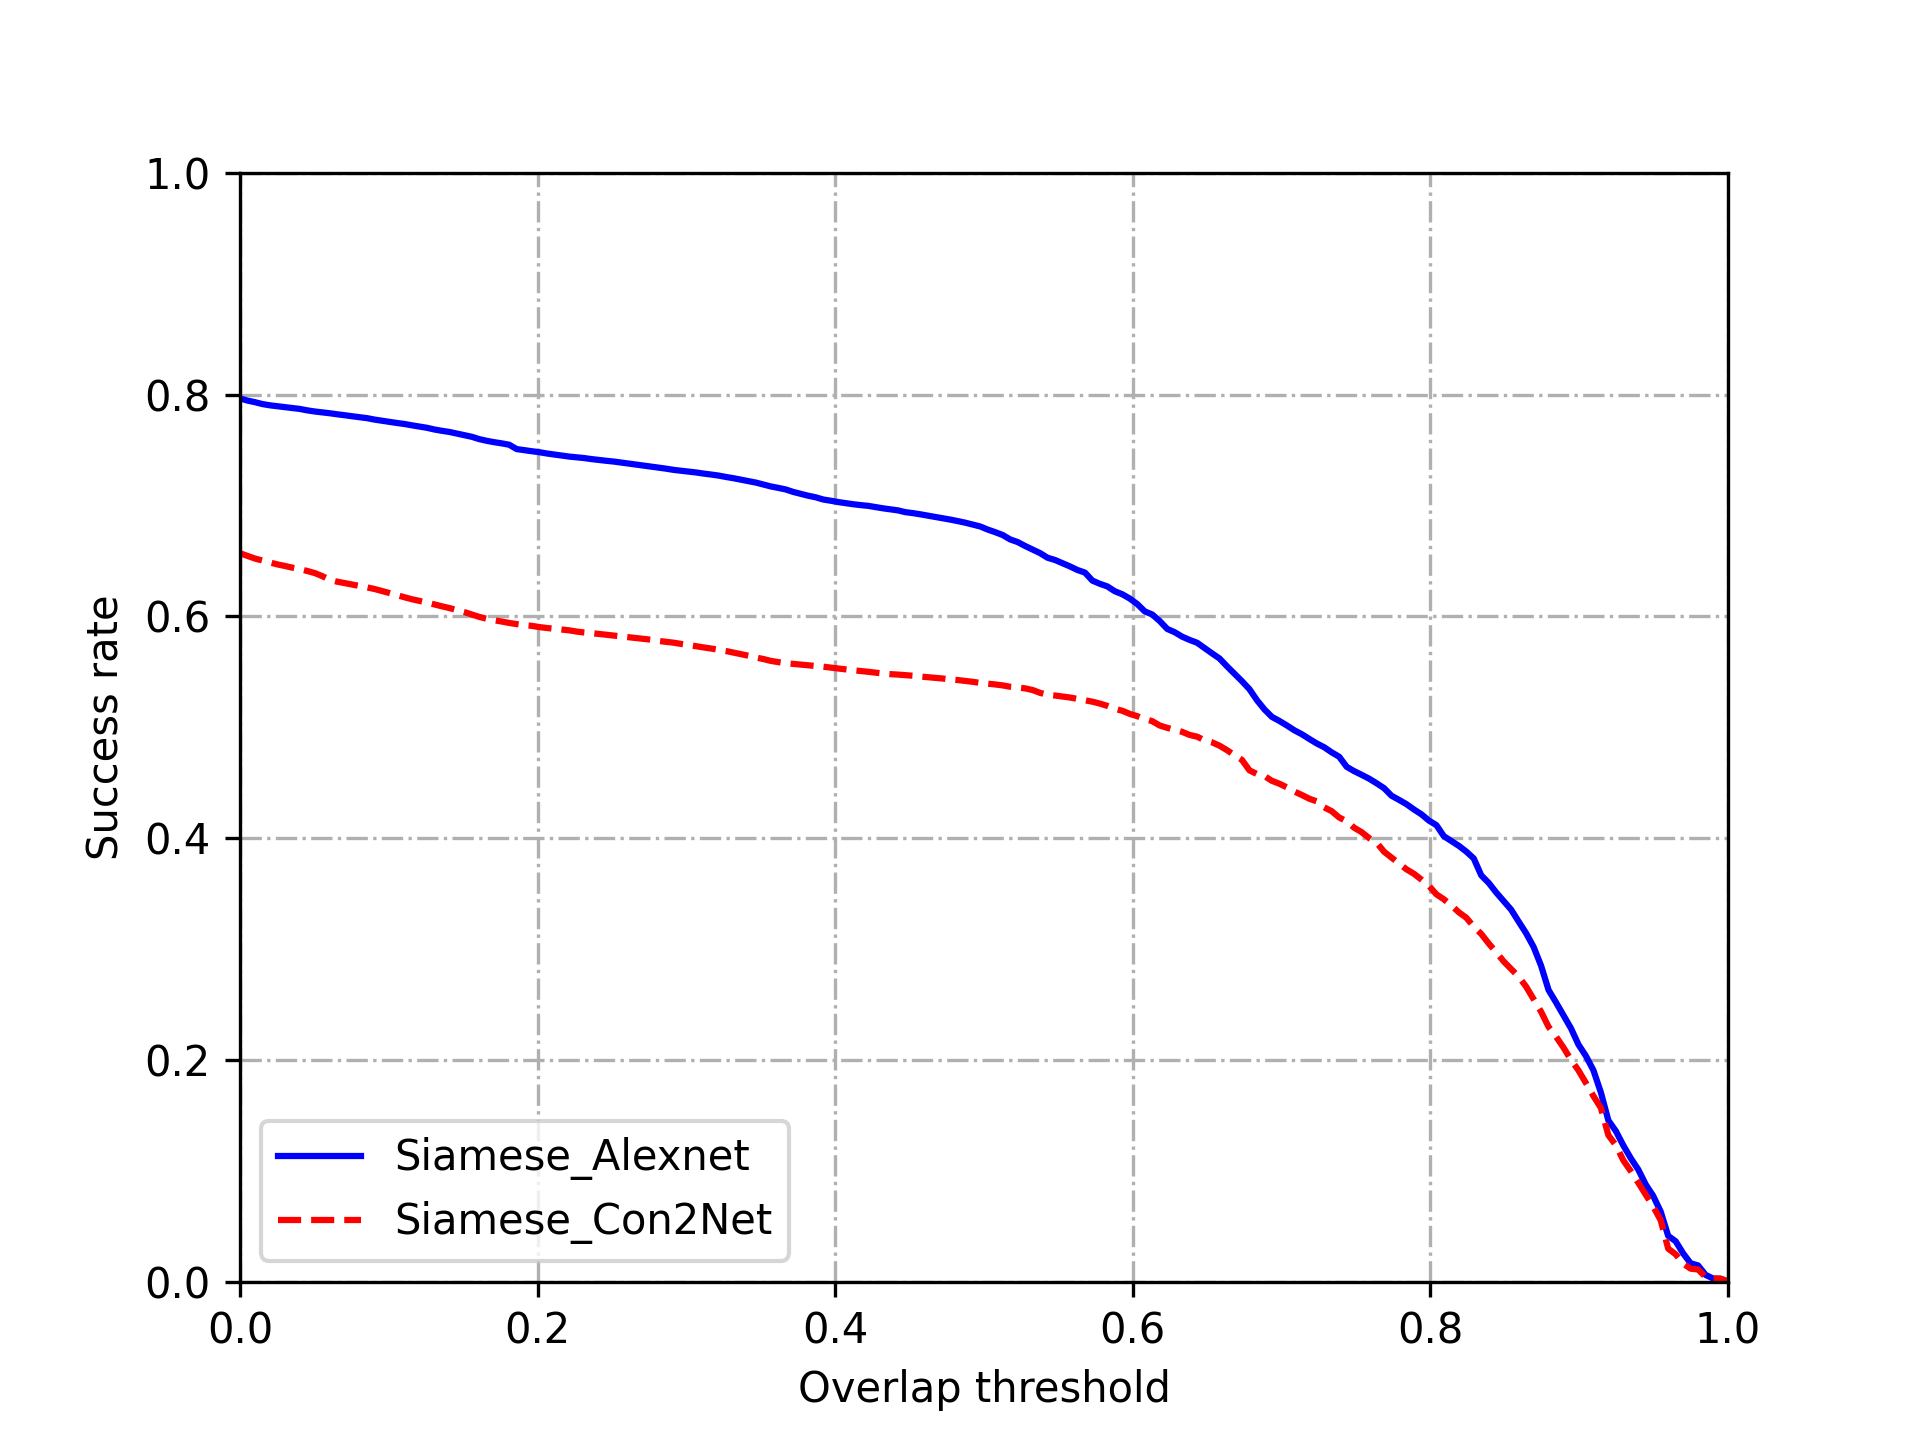 1.0
0.8
0.6
0.4
0.2
0.0
Success rate
Siamese_Alexnet
Siamese_Con2Net
0.0 0.2 0.4 0.6 0.8 1.0
Overlap threshold